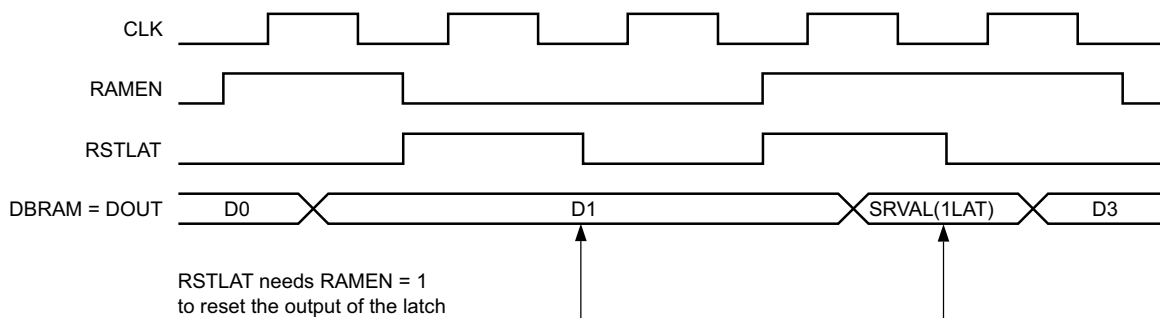 CLK
RAMEN
RSTLAT
DBRAM = DOUT D0 D1 SRVAL(1LAT) D3
RSTLAT needs RAMEN = 1
to reset the output of the latch